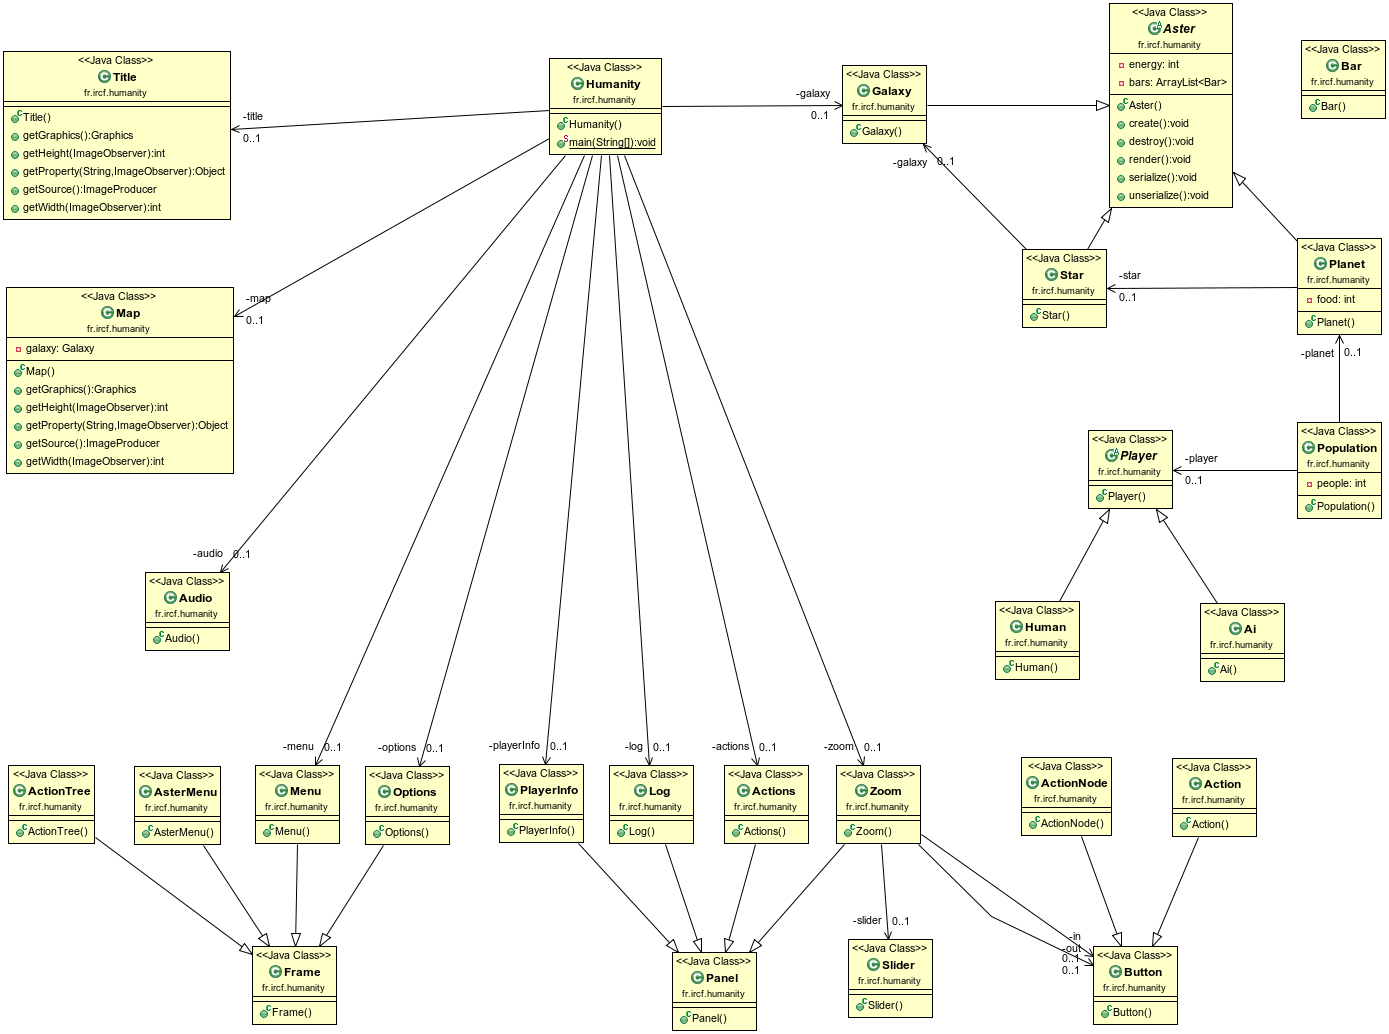 <<Java Class>>
Title
fr.ircf.humanity
Title()
getGraphics():Graphics
getHeight(ImageObserver):int
getProperty(String,ImageObserver):Object
getSource():ImageProducer
getWidth(ImageObserver):int
-title
0..1
<<Java Class>>
Humanity
fr.ircf.humanity
Humanity()
main(String[]):void
-galaxy
0..1
<<Java Class>>
Galaxy
fr.ircf.humanity
Galaxy()
-galaxy
0..1
<<Java Class>>
Aster
fr.ircf.humanity
energy: int
bars: ArrayList<Bar>
Aster()
create():void
destroy():void
render():void
serialize():void
unserialize():void
<<Java Class>>
Bar
fr.ircf.humanity
Bar()
<<Java Class>>
Star
fr.ircf.humanity
Star()
-star
0..1
<<Java Class>>
Planet
fr.ircf.humanity
food: int
Planet()
-planet
0..1
<<Java Class>>
Map
fr.ircf.humanity
galaxy: Galaxy
Map()
getGraphics():Graphics
getHeight(ImageObserver):int
getProperty(String,ImageObserver):Object
getSource():ImageProducer
getWidth(ImageObserver):int
-map
0..1
<<Java Class>>
Player
fr.ircf.humanity
Player()
-player
0..1
<<Java Class>>
Population
fr.ircf.humanity
people: int
Population()
-audio
0..1
<<Java Class>>
Audio
fr.ircf.humanity
Audio()
<<Java Class>>
Human
fr.ircf.humanity
Human()
<<Java Class>>
Ai
fr.ircf.humanity
Ai()
-menu
0..1
-options
0..1
-playerInfo
0..1
-log
0..1
-actions
0..1
-zoom
0..1
<<Java Class>>
ActionTree
fr.ircf.humanity
ActionTree()
<<Java Class>>
AsterMenu
fr.ircf.humanity
AsterMenu()
<<Java Class>>
Menu
fr.ircf.humanity
Menu()
<<Java Class>>
Options
fr.ircf.humanity
Options()
<<Java Class>>
PlayerInfo
fr.ircf.humanity
PlayerInfo()
<<Java Class>>
Log
fr.ircf.humanity
Log()
<<Java Class>>
Actions
fr.ircf.humanity
Actions()
<<Java Class>>
Zoom
fr.ircf.humanity
Zoom()
<<Java Class>>
ActionNode
fr.ircf.humanity
ActionNode()
<<Java Class>>
Action
fr.ircf.humanity
Action()
-slider
0..1
-in
-out
0..1
0..1
<<Java Class>>
Frame
fr.ircf.humanity
Frame()
<<Java Class>>
Panel
fr.ircf.humanity
Panel()
<<Java Class>>
Slider
fr.ircf.humanity
Slider()
<<Java Class>>
Button
fr.ircf.humanity
Button()